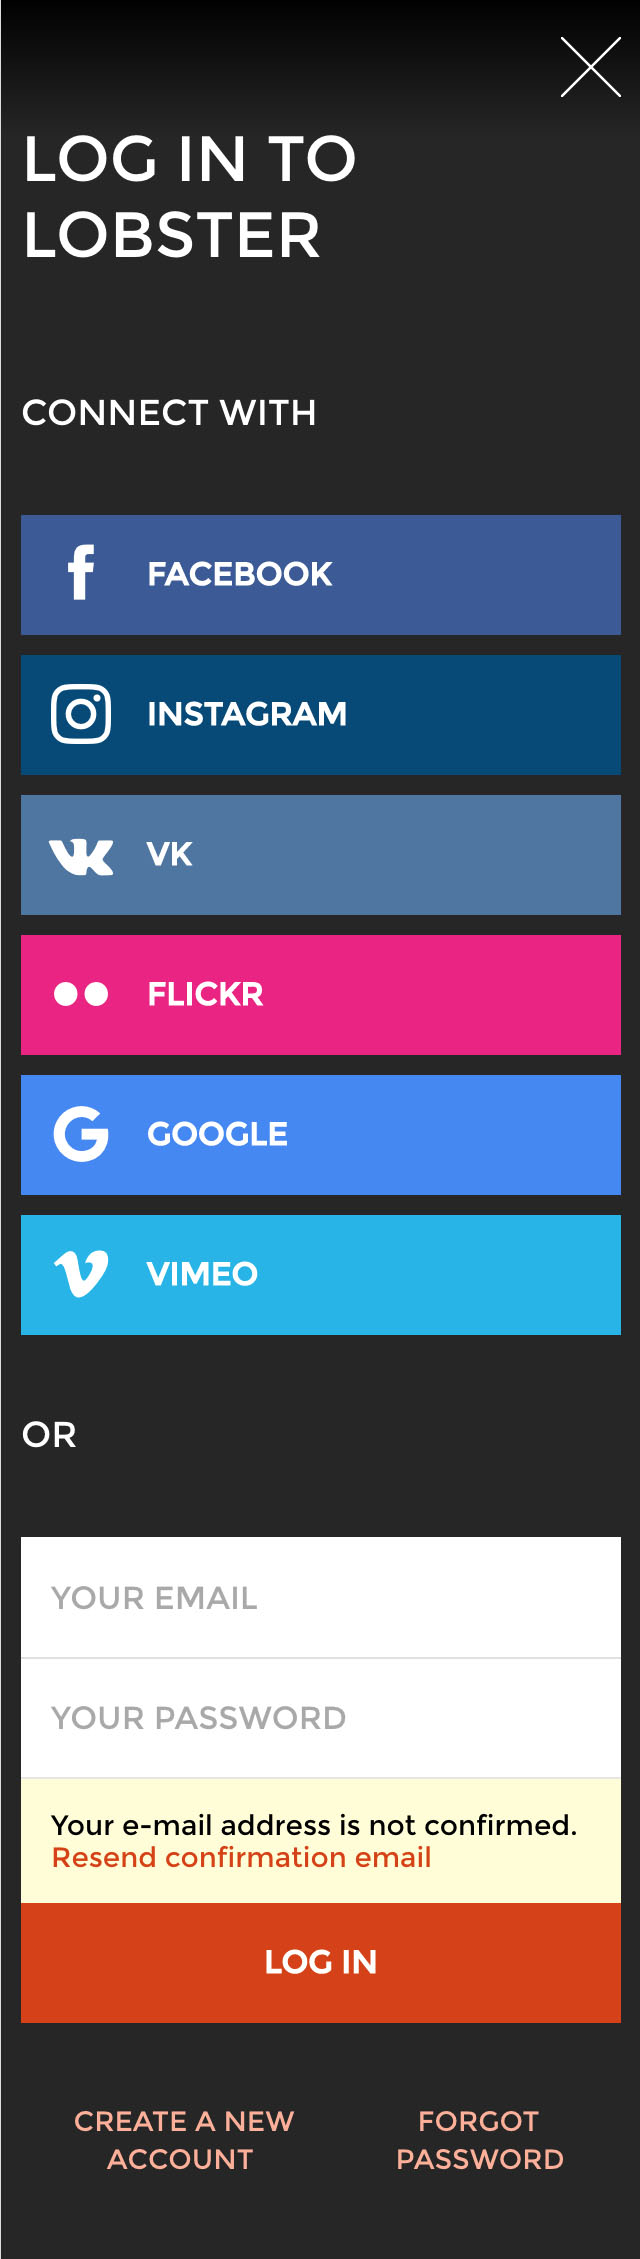 LOG IN TO
LOBSTER
CONNECT WITH
FACEBOOK
INSTAGRAM
VK
FLICKR
GOOGLE
VIMEO
OR
YOUR EMAIL
YOUR PASSWORD
Your e-mail address is not confirmed.
Resend confirmation email
LOG IN
CREATE A NEW
ACCOUNT
FORGOT
PASSWORD